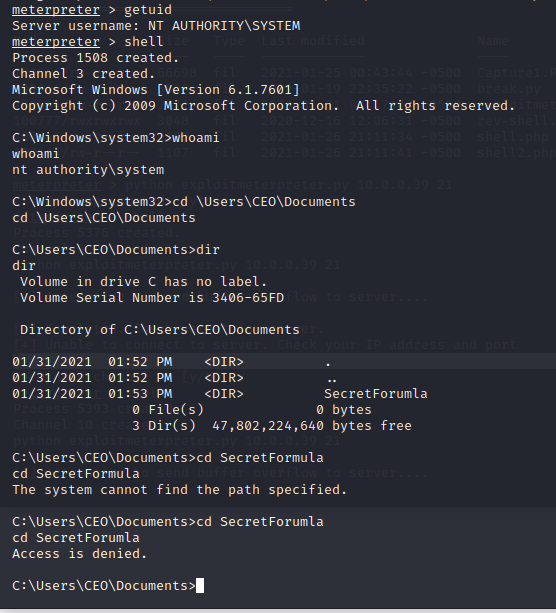 meterpreter > getuid
Server username: NT AUTHORITY\SYSTEM
meterpreter > shell
Process 1508 created.
Channel 3 created.
Microsoft Windows [Version 6.1.7601]
Copyright (c) 2009 Microsoft Corporation.  All rights reserved.

C:\Windows\system32>whoami
whoami
nt authority\system

C:\Windows\system32>cd \Users\CEO\Documents
cd \Users\CEO\Documents

C:\Users\CEO\Documents>dir
dir
 Volume in drive C has no label.
 Volume Serial Number is 3406-65FD

 Directory of C:\Users\CEO\Documents

01/31/2021  01:52 PM    <DIR>          .
01/31/2021  01:52 PM    <DIR>          ..
01/31/2021  01:53 PM    <DIR>          SecretForumla
               0 File(s)              0 bytes
               3 Dir(s)  47,802,224,640 bytes free

C:\Users\CEO\Documents>cd SecretFormula
cd SecretFormula
The system cannot find the path specified.

C:\Users\CEO\Documents>cd SecretForumla
cd SecretForumla
Access is denied.

C:\Users\CEO\Documents>